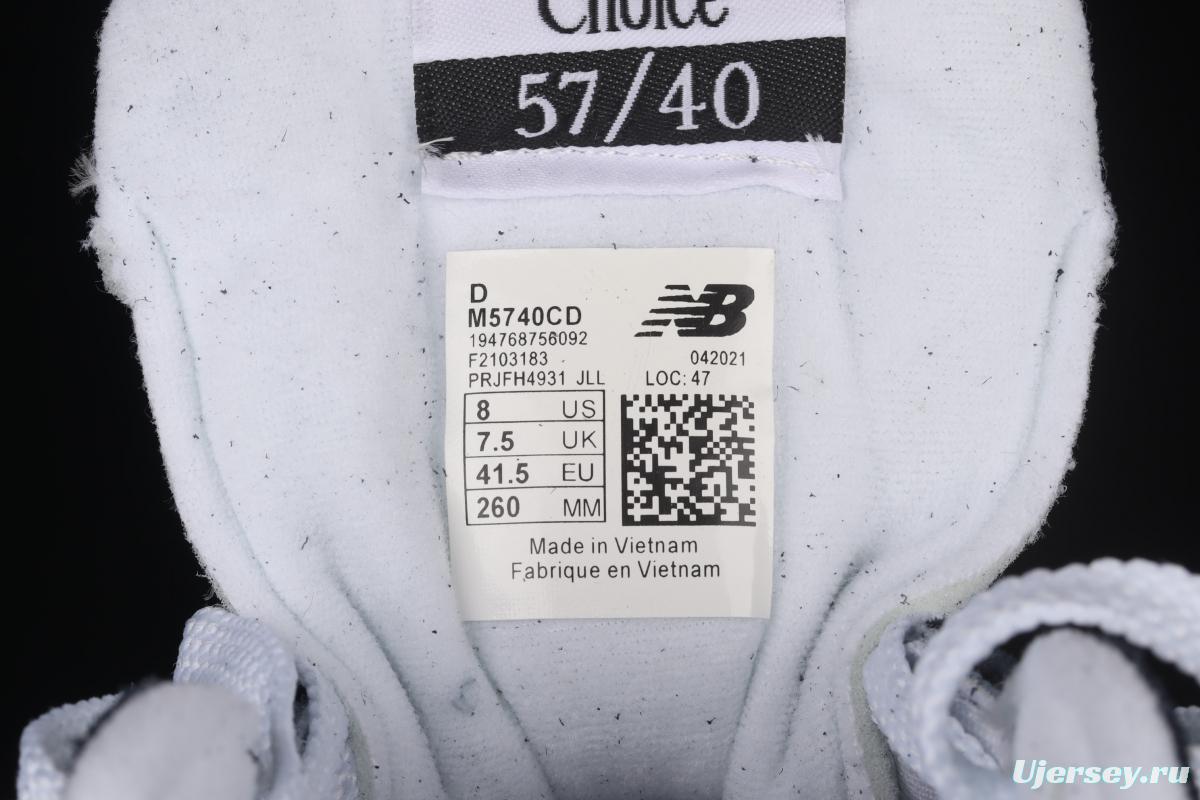 Choice
57/40
D
M5740CD
NB
194768756092
F2103183
042021
PRJFH4931 JLL
LOC: 47
8 US
7.5 UK
41.5 EU
260 MM
Made in Vietnam
Fabrique en Vietnam
Ujersey.ru